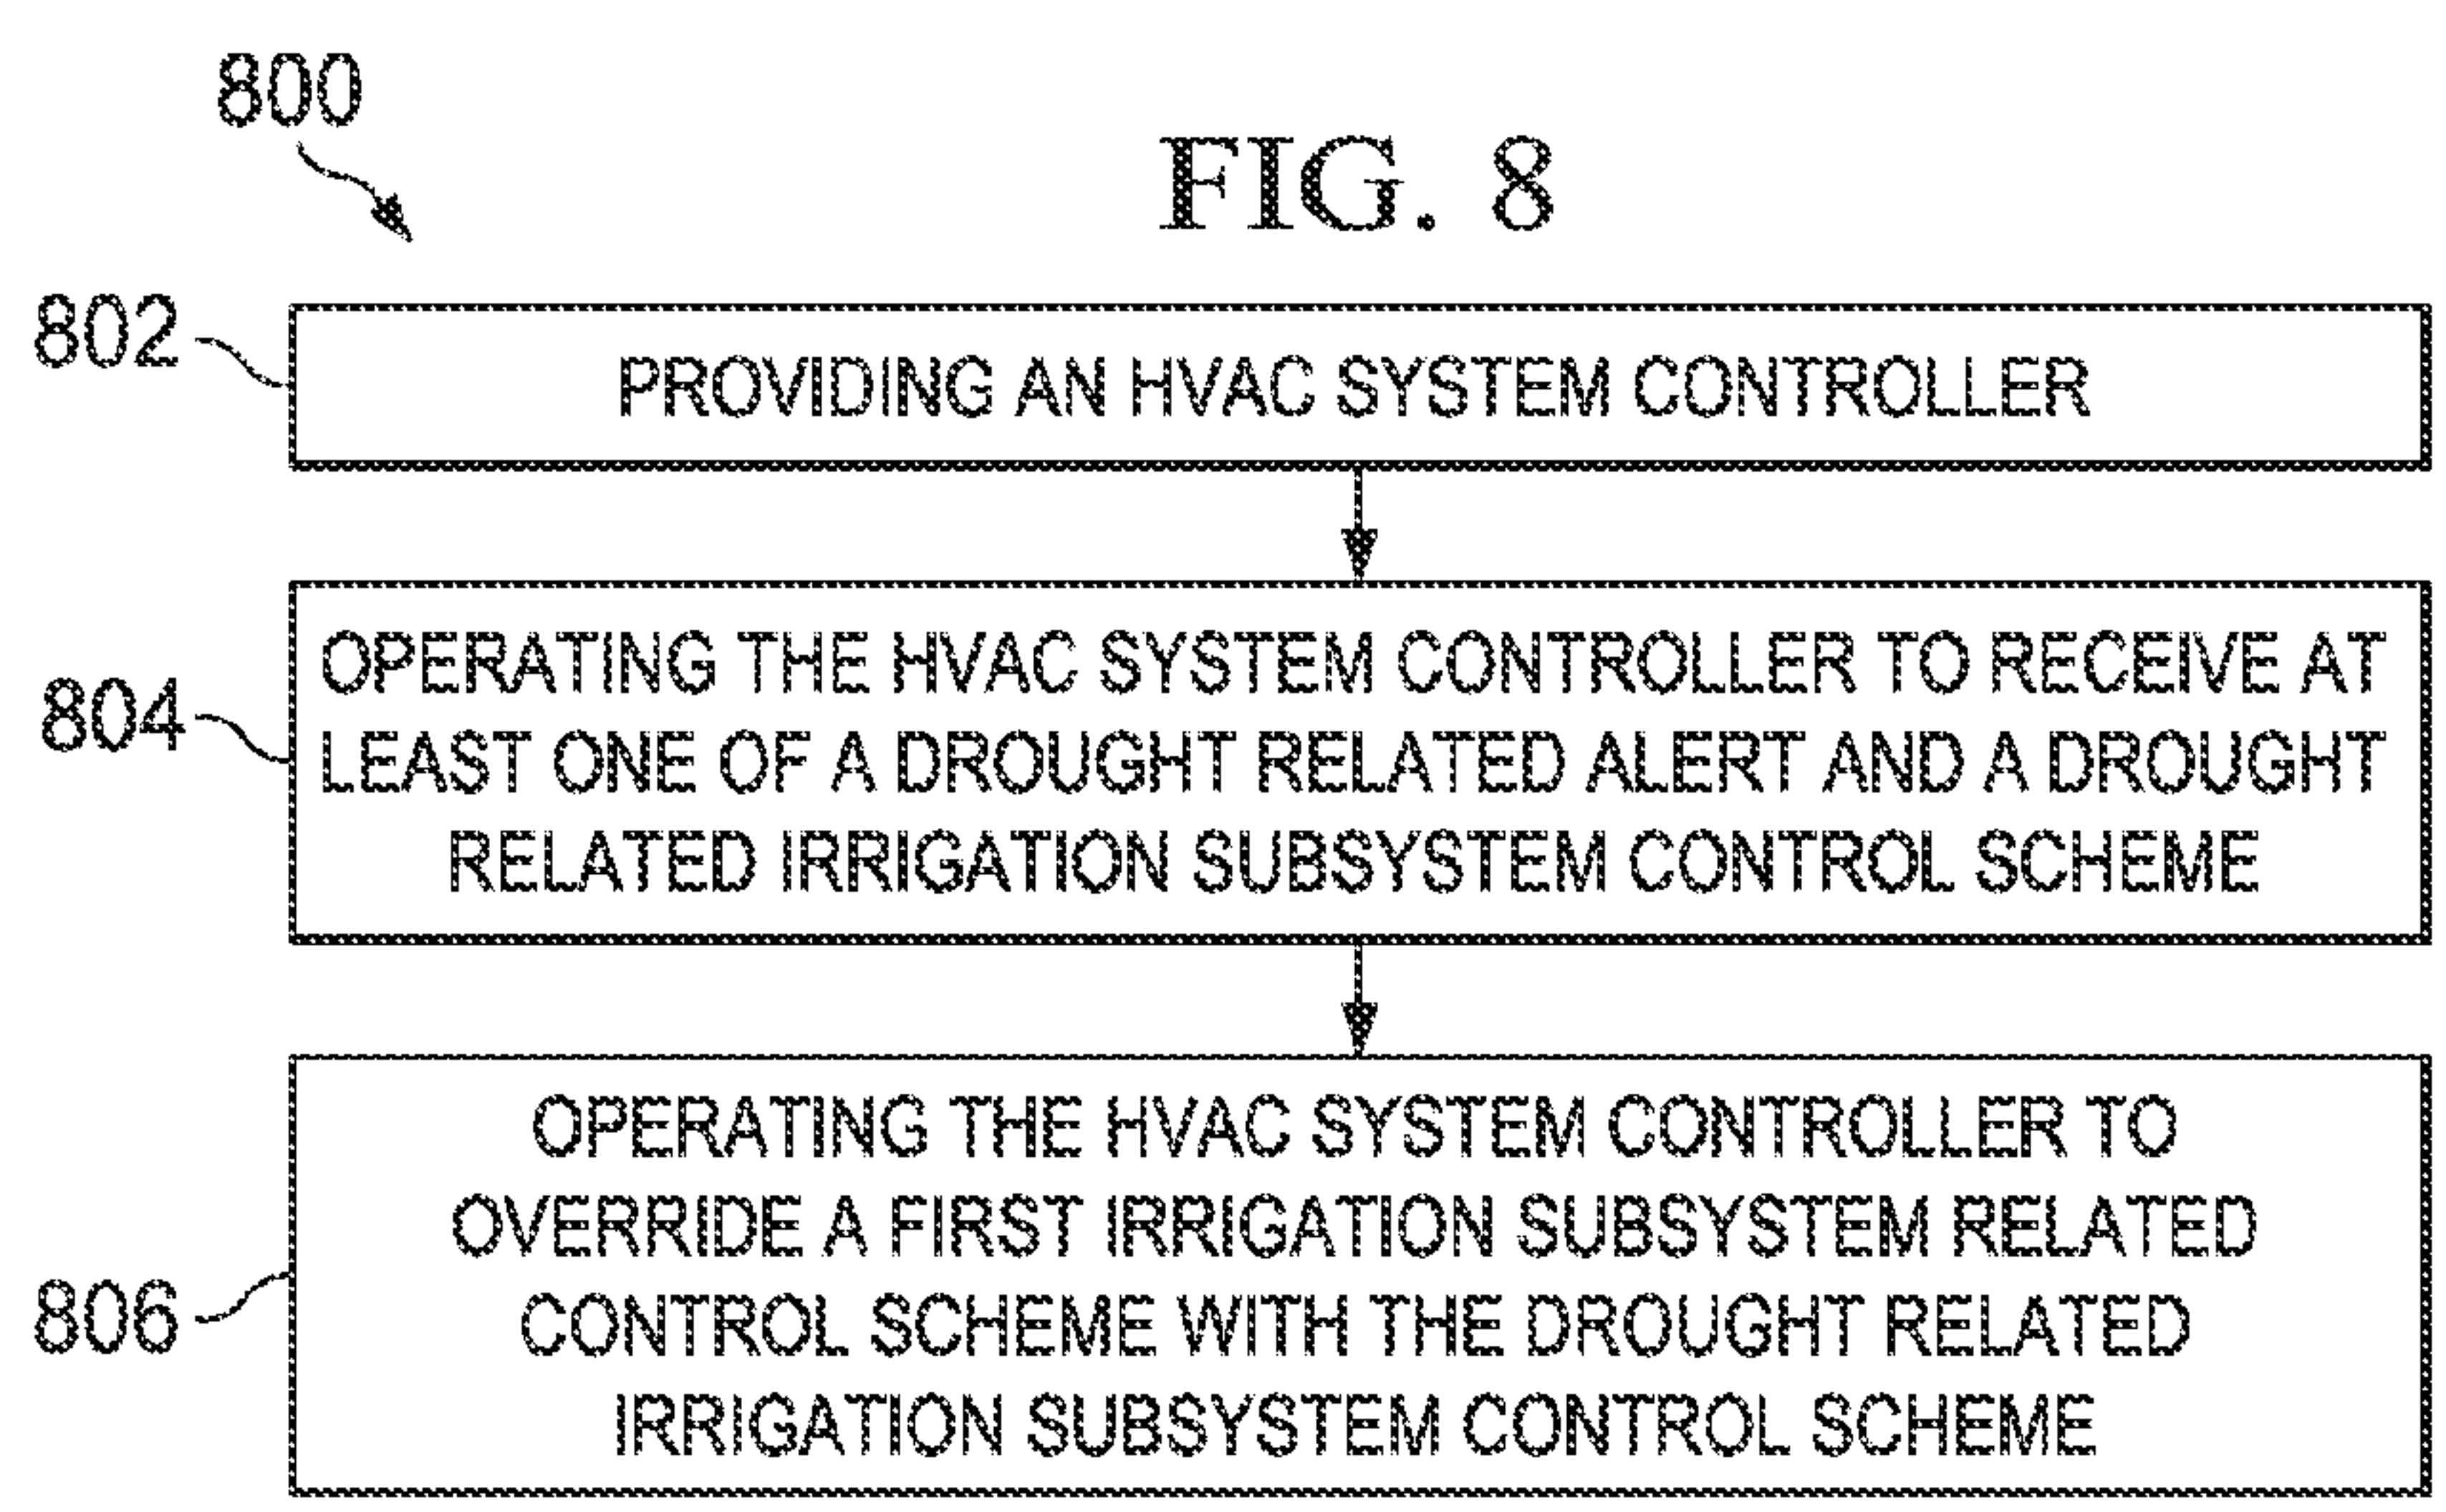 800
FIG. 8
802
PROVIDING AN HVAC SYSTEM CONTROLLER
804
OPERATING THE HVAC SYSTEM CONTROLLER TO RECEIVE AT
LEAST ONE OF A DROUGHT RELATED ALERT AND A DROUGHT
RELATED IRRIGATION SUBSYSTEM CONTROL SCHEME
806
OPERATING THE HVAC SYSTEM CONTROLLER TO
OVERRIDE A FIRST IRRIGATION SUBSYSTEM RELATED
CONTROL SCHEME WITH THE DROUGHT RELATED
IRRIGATION SUBSYSTEM CONTROL SCHEME